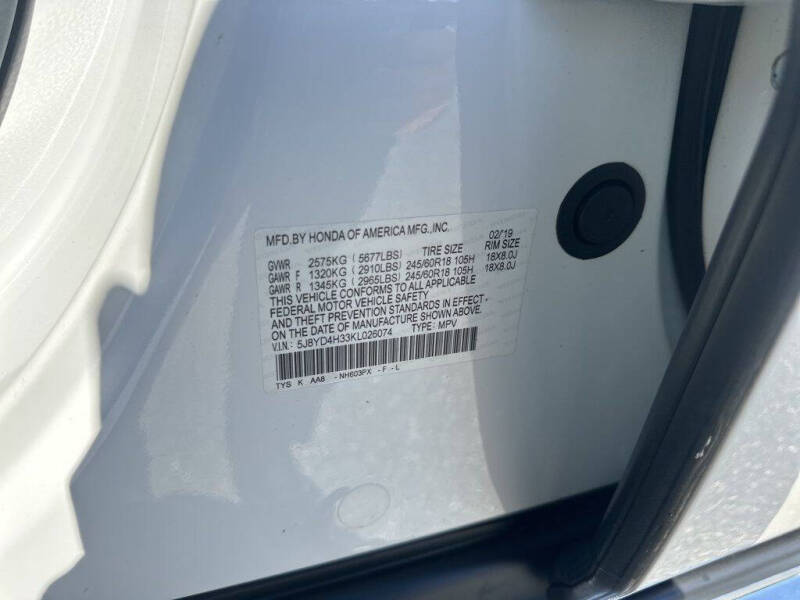 MFD.BY HONDA OF AMERICA MFG.,INC. 02/'19
GVWR 2575KG ( 5677LBS) TIRE SIZE RIM SIZE
GAWR F 1320KG ( 2910LBS) 245/60R18 105H 18X8.0J
GAWR R 1345KG ( 2965LBS) 245/60R18 105H 18X8.0J
THIS VEHICLE CONFORMS TO ALL APPLICABLE
FEDERAL MOTOR VEHICLE SAFETY
AND THEFT PREVENTION STANDARDS IN EFFECT
ON THE DATE OF MANUFACTURE SHOWN ABOVE.
V.I.N.: 5J8YD4H33KL026074 TYPE: MPV
TYS K AA8 -NH603PX -F -L